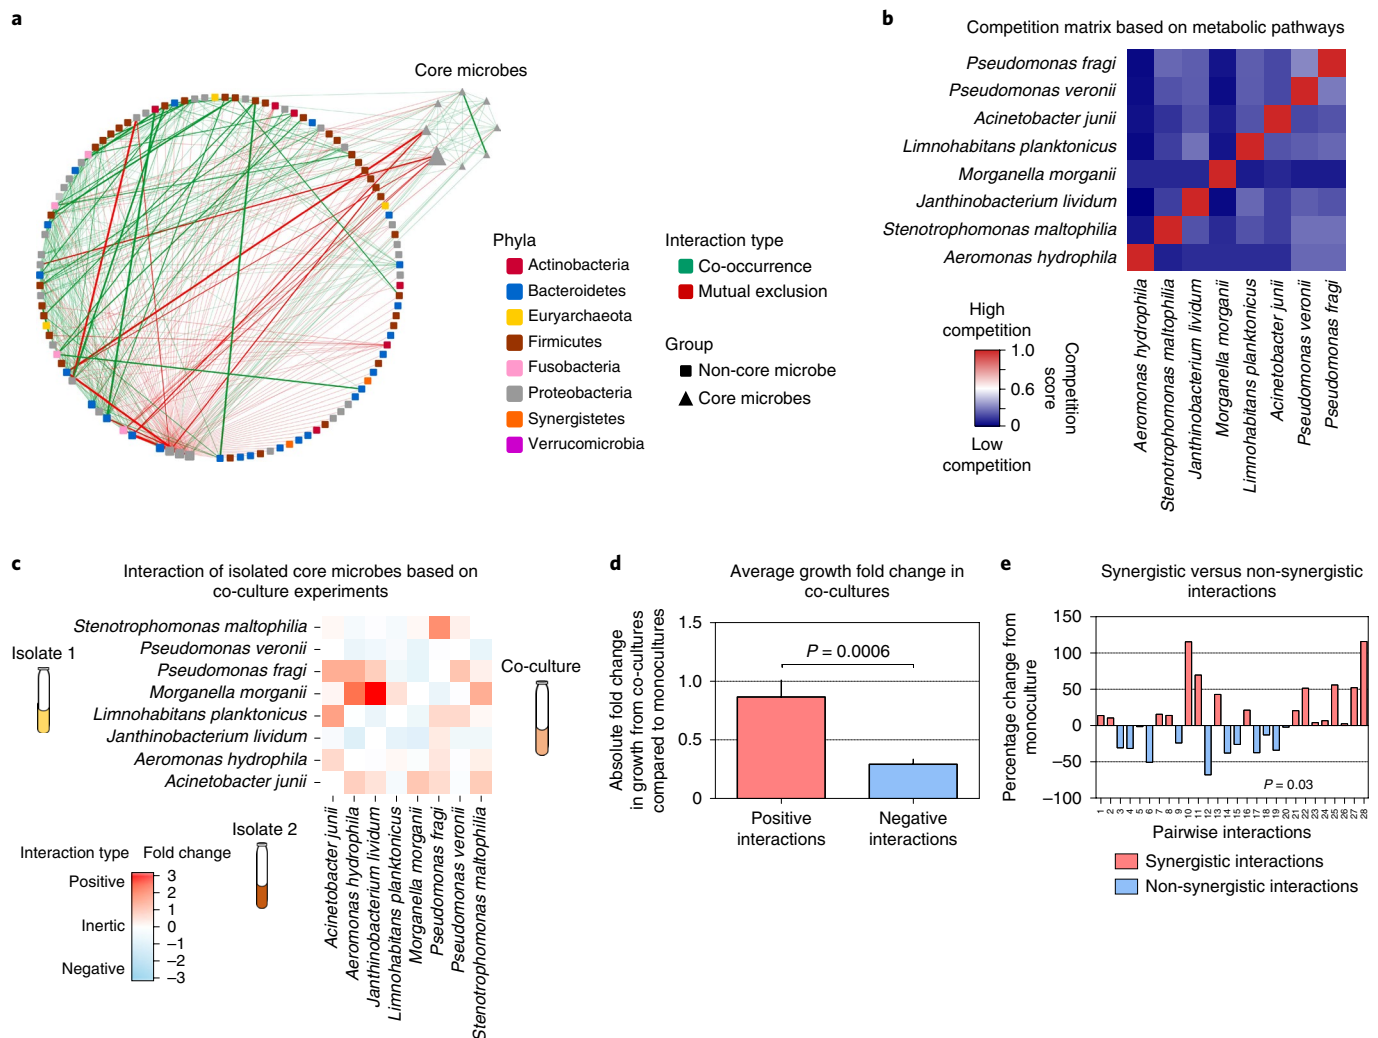 a
Core microbes
Phyla
Actinobacteria
Bacteroidetes
Euryarchaeota
Firmicutes
Fusobacteria
Proteobacteria
Synergistetes
Verrucomicrobia
Interaction type
Co-occurrence
Mutual exclusion
Group
Non-core microbe
Core microbes
b
Competition matrix based on metabolic pathways
Pseudomonas fragi
Pseudomonas veronii
Acinetobacter junii
Limnohabitans planktonicus
Morganella morganii
Janthinobacterium lividum
Stenotrophomonas maltophilia
Aeromonas hydrophila
Aeromonas hydrophila
Stenotrophomonas maltophilia
Janthinobacterium lividum
Morganella morganii
Limnohabitans planktonicus
Acinetobacter junii
Pseudomonas veronii
Pseudomonas fragi
High
competition
1.0
0.6
0
Low
competition
Competition
score
c
Interaction of isolated core microbes based on
co-culture experiments
Isolate 1
Stenotrophomonas maltophilia
Pseudomonas veronii
Pseudomonas fragi
Morganella morganii
Limnohabitans planktonicus
Janthinobacterium lividum
Aeromonas hydrophila
Acinetobacter junii
Co-culture
Isolate 2
Acinetobacter junii
Aeromonas hydrophila
Janthinobacterium lividum
Limnohabitans planktonicus
Morganella morganii
Pseudomonas fragi
Pseudomonas veronii
Stenotrophomonas maltophilia
Interaction type
Fold change
Positive
Inertic
Negative
3
2
1
0
−1
−2
−3
d
Average growth fold change in
co-cultures
Absolute fold change
in growth from co-cultures
compared to monocultures
1.5
1.0
0.5
0
P = 0.0006
Positive
interactions
Negative
interactions
e
Synergistic versus non-synergistic
interactions
Percentage change from
monoculture
150
100
50
0
−50
−100
P = 0.03
1 2 3 4 5 6 7 8 9 10 11 12 13 14 15 16 17 18 19 20 21 22 23 24 25 26 27 28
Pairwise interactions
Synergistic interactions
Non-synergistic interactions